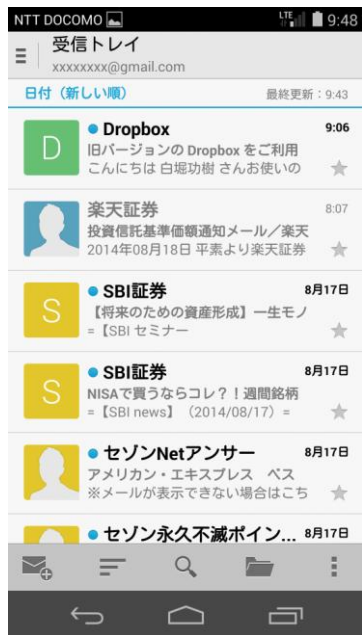 NTT DOCOMO LTE 9:48
受信トレイ
xxxxxxxx@gmail.com
日付（新しい順） 最終更新：9:43
D
Dropbox 9:06
旧バージョンの Dropbox をご利用
こんにちは 白堀功樹 さんお使いの
楽天証券 8:07
投資信託基準価額通知メール／楽天
2014年08月18日 平素より楽天証券
S
SBI証券 8月17日
【将来のための資産形成】一生モノ
=【SBI セミナー
S
SBI証券 8月17日
NISAで買うならコレ？！週間銘柄
=【SBI news】（2014/08/17）=
セゾンNetアンサー 8月17日
アメリカン・エキスプレス ベス
※メールが表示できない場合はこち
セゾン永久不滅ポイン... 8月17日